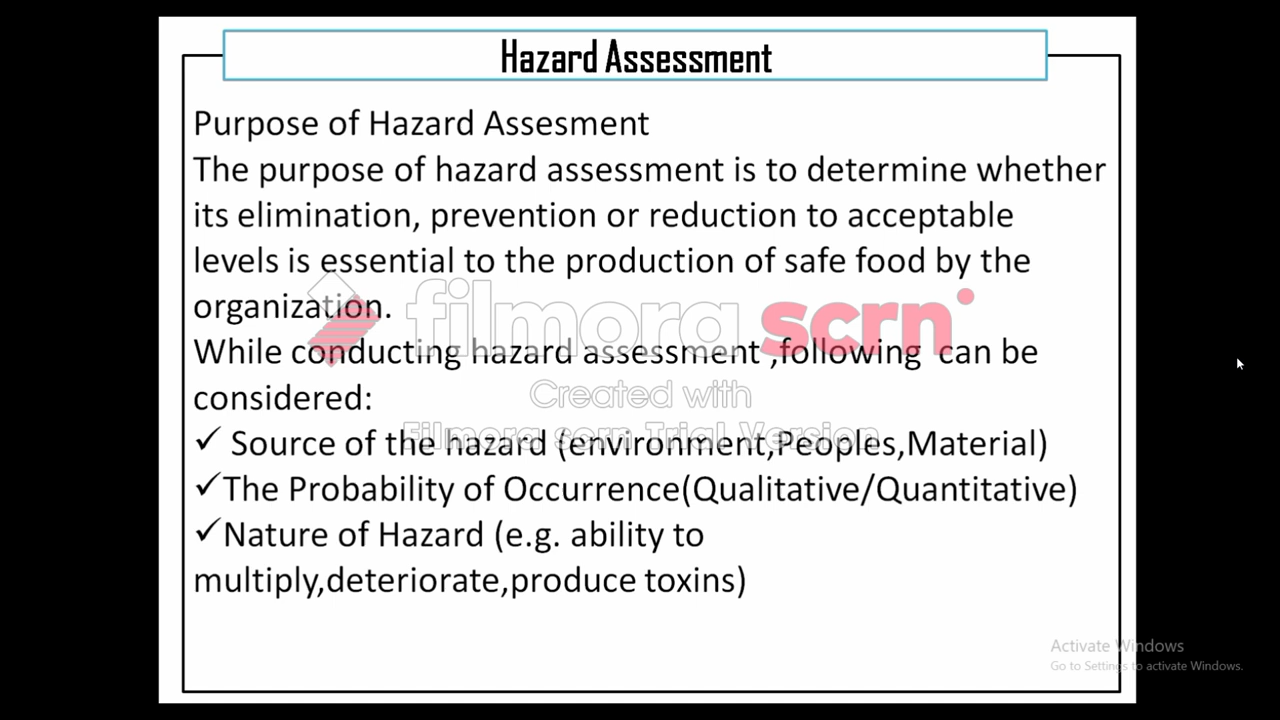 Hazard Assessment
Purpose of Hazard Assesment
The purpose of hazard assessment is to determine whether
its elimination, prevention or reduction to acceptable
levels is essential to the production of safe food by the
organization.
filmora scrn
While conducting hazard assessment ,following can be
considered:
Created with
Filmora scrn Trial Version
✓ Source of the hazard (environment,Peoples,Material)
✓The Probability of Occurrence(Qualitative/Quantitative)
✓Nature of Hazard (e.g. ability to
multiply,deteriorate,produce toxins)
Activate Windows
Go to Settings to activate Windows.